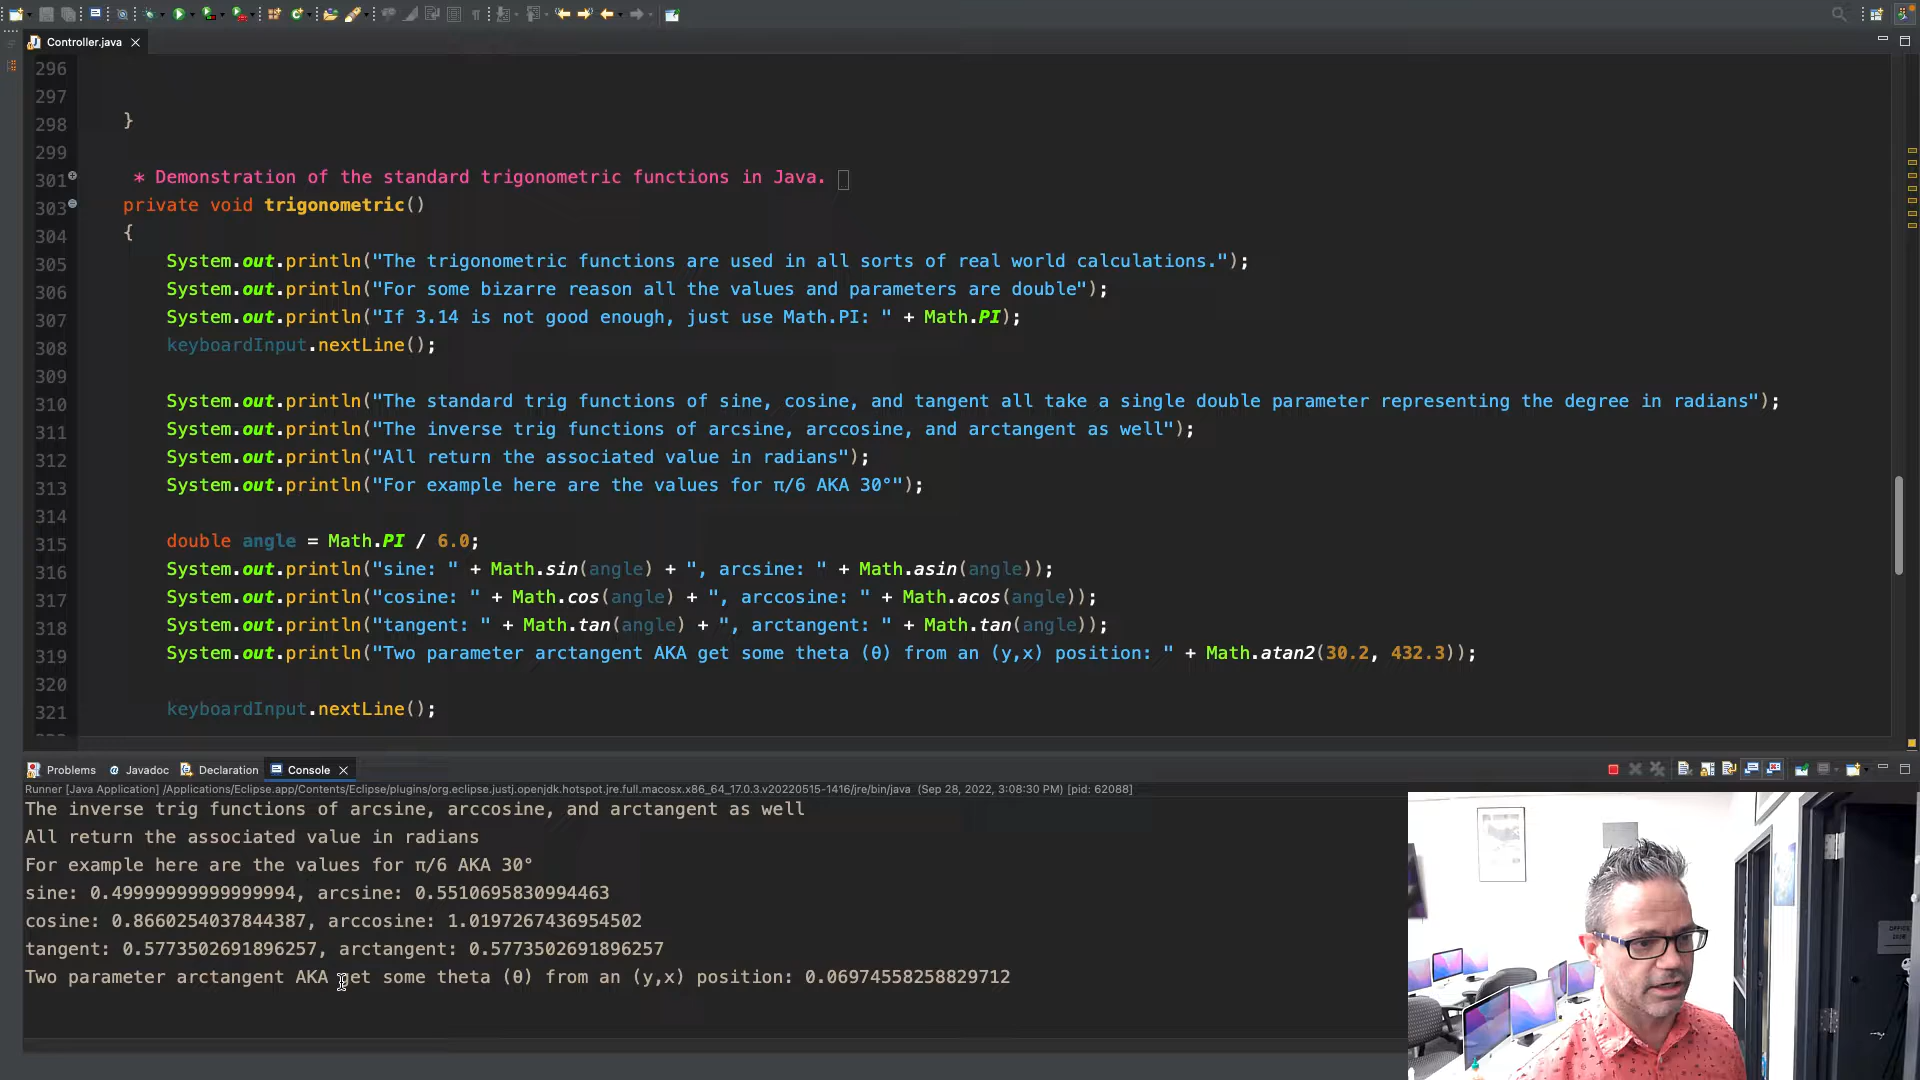 Controller.java
296
297
298 }
299
301 * Demonstration of the standard trigonometric functions in Java.
303 private void trigonometric()
304 {
305 System.out.println("The trigonometric functions are used in all sorts of real world calculations.");
306 System.out.println("For some bizarre reason all the values and parameters are double");
307 System.out.println("If 3.14 is not good enough, just use Math.PI: " + Math.PI);
308 keyboardInput.nextLine();
309
310 System.out.println("The standard trig functions of sine, cosine, and tangent all take a single double parameter representing the degree in radians");
311 System.out.println("The inverse trig functions of arcsine, arccosine, and arctangent as well");
312 System.out.println("All return the associated value in radians");
313 System.out.println("For example here are the values for π/6 AKA 30°");
314
315 double angle = Math.PI / 6.0;
316 System.out.println("sine: " + Math.sin(angle) + ", arcsine: " + Math.asin(angle));
317 System.out.println("cosine: " + Math.cos(angle) + ", arccosine: " + Math.acos(angle));
318 System.out.println("tangent: " + Math.tan(angle) + ", arctangent: " + Math.tan(angle));
319 System.out.println("Two parameter arctangent AKA get some theta (θ) from an (y,x) position: " + Math.atan2(30.2, 432.3));
320
321 keyboardInput.nextLine();
Problems Javadoc Declaration Console
Runner [Java Application] /Applications/Eclipse.app/Contents/Eclipse/plugins/org.eclipse.justj.openjdk.hotspot.jre.full.macosx.x86_64_17.0.3.v20220515-1416/jre/bin/java (Sep 28, 2022, 3:08:30 PM) [pid: 62088]
The inverse trig functions of arcsine, arccosine, and arctangent as well
All return the associated value in radians
For example here are the values for π/6 AKA 30°
sine: 0.49999999999999994, arcsine: 0.5510695830994463
cosine: 0.8660254037844387, arccosine: 1.0197267436954502
tangent: 0.5773502691896257, arctangent: 0.5773502691896257
Two parameter arctangent AKA get some theta (θ) from an (y,x) position: 0.06974558258829712